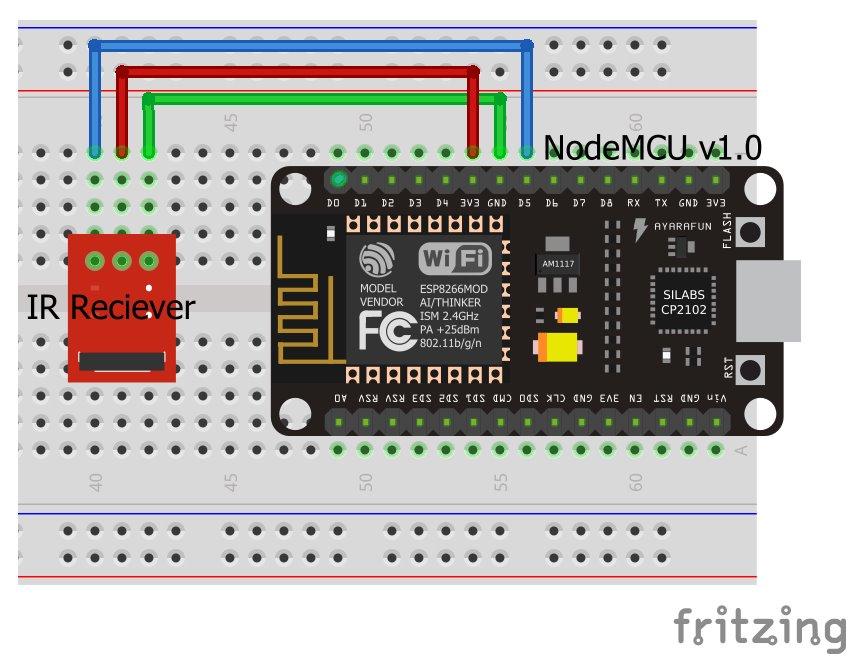 45
50
60
NodeMCU v1.0
D0 D1 D2 D3 D4 3V3 GND D5 D6 D7 D8 RX TX GND 3V3
AYARAFUN
FLASH
WiFi
MODEL
VENDOR
FC
ESP8266MOD
AI/THINKER
ISM 2.4GHz
PA +25dBm
802.11b/g/n
AM1117
SILABS
CP2102
IR Reciever
RST
A0 RSV RSV SD3 SD2 SD1 CMD SD0 CLK GND 3V3 EN RST GND Vin
A
40
45
50
55
60
fritzing